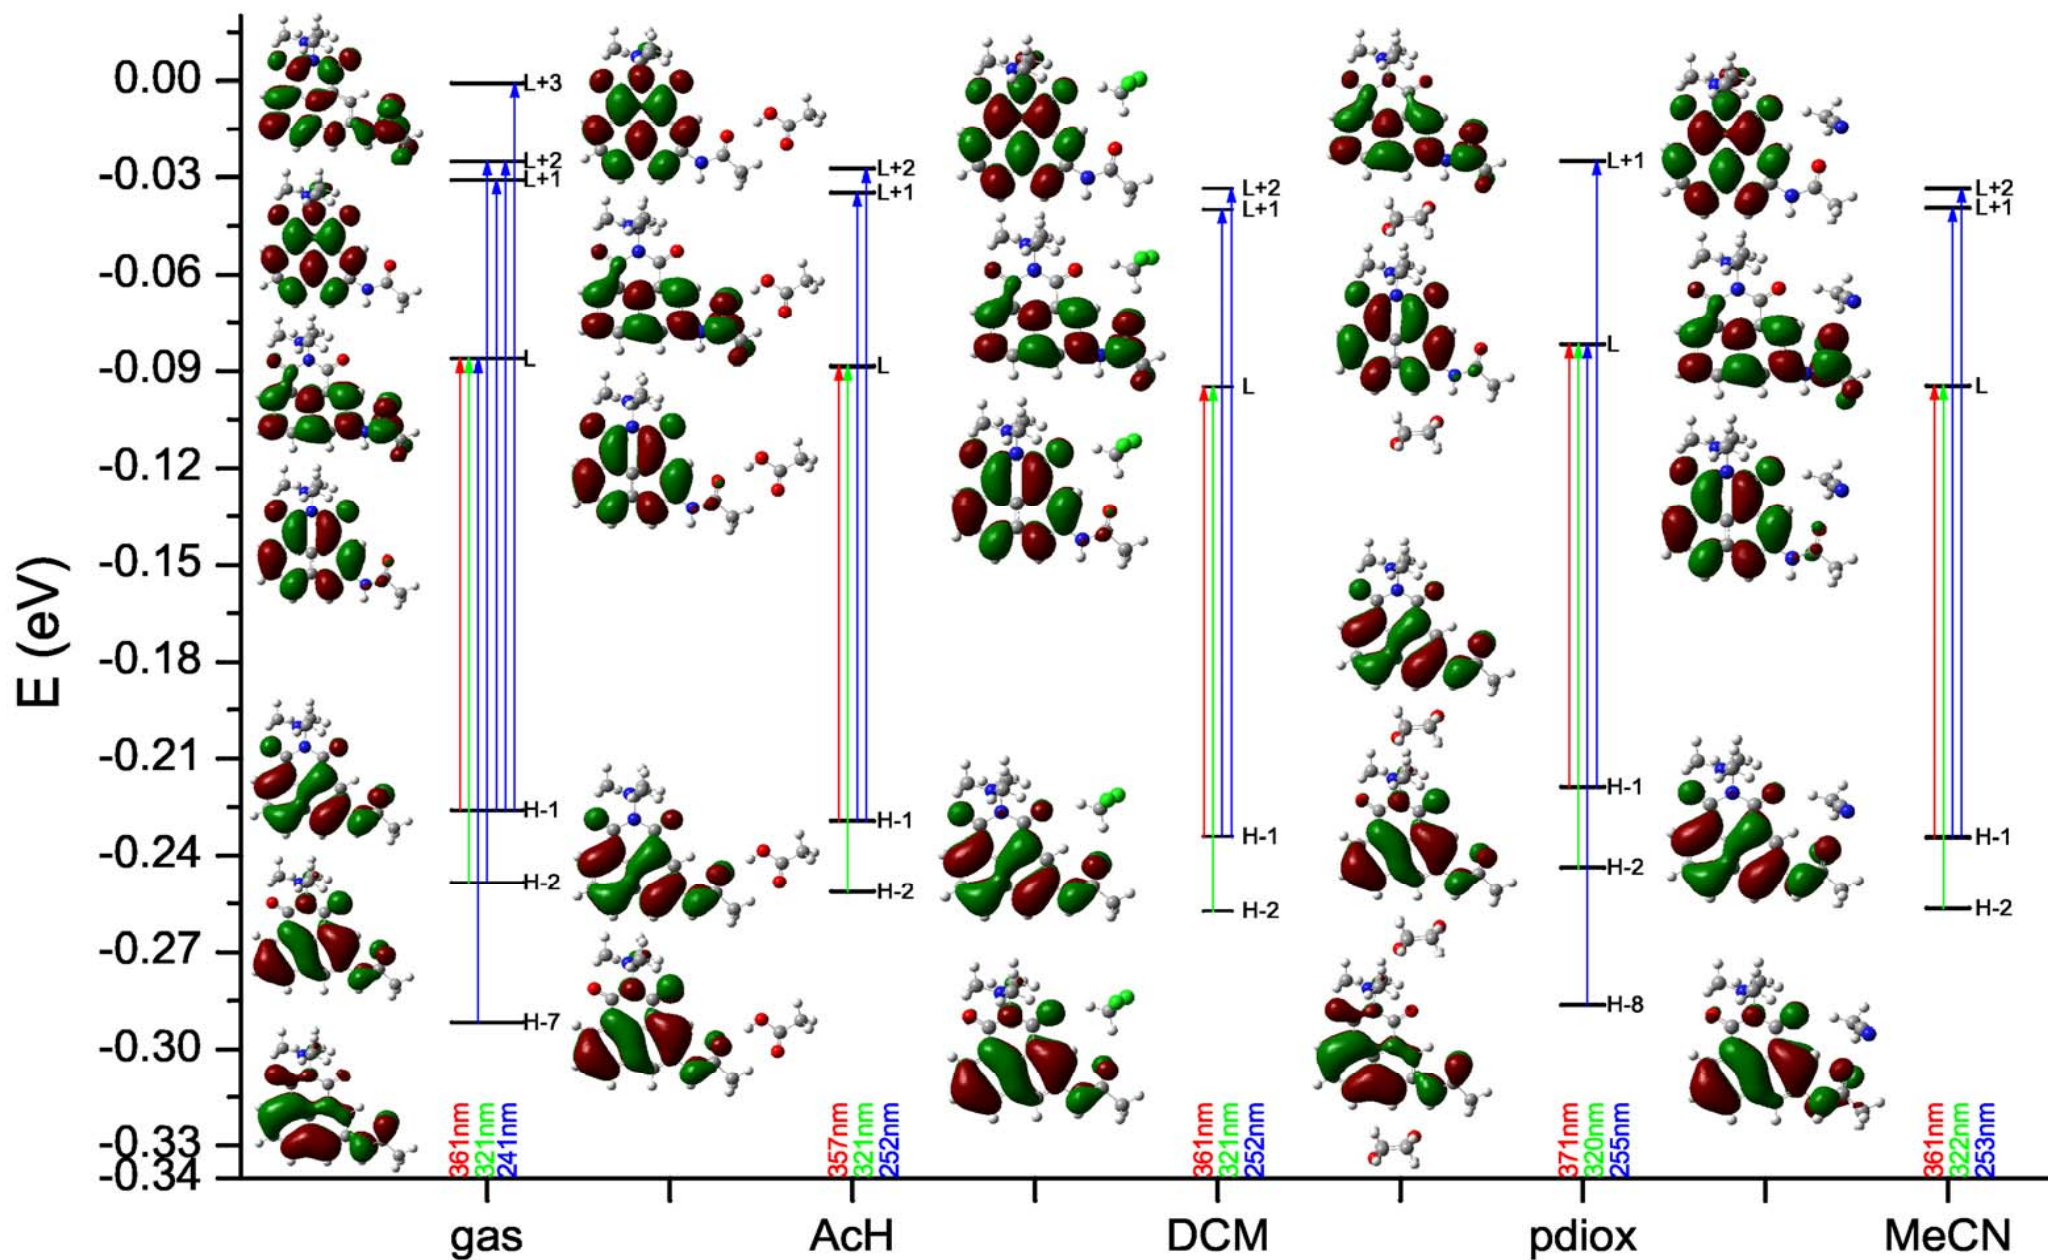 E (eV)
0.00
-0.03
-0.06
-0.09
-0.12
-0.15
-0.18
-0.21
-0.24
-0.27
-0.30
-0.33
-0.34
L+3
L+2
L+1
L
H-1
H-2
H-7
361nm
321nm
241nm
gas
L+2
L+1
L
H-1
H-2
357nm
321nm
252nm
AcH
L+2
L+1
L
H-1
H-2
361nm
321nm
252nm
DCM
L+1
L
H-1
H-2
H-8
371nm
320nm
255nm
pdiox
L+2
L+1
L
H-1
H-2
361nm
322nm
253nm
MeCN